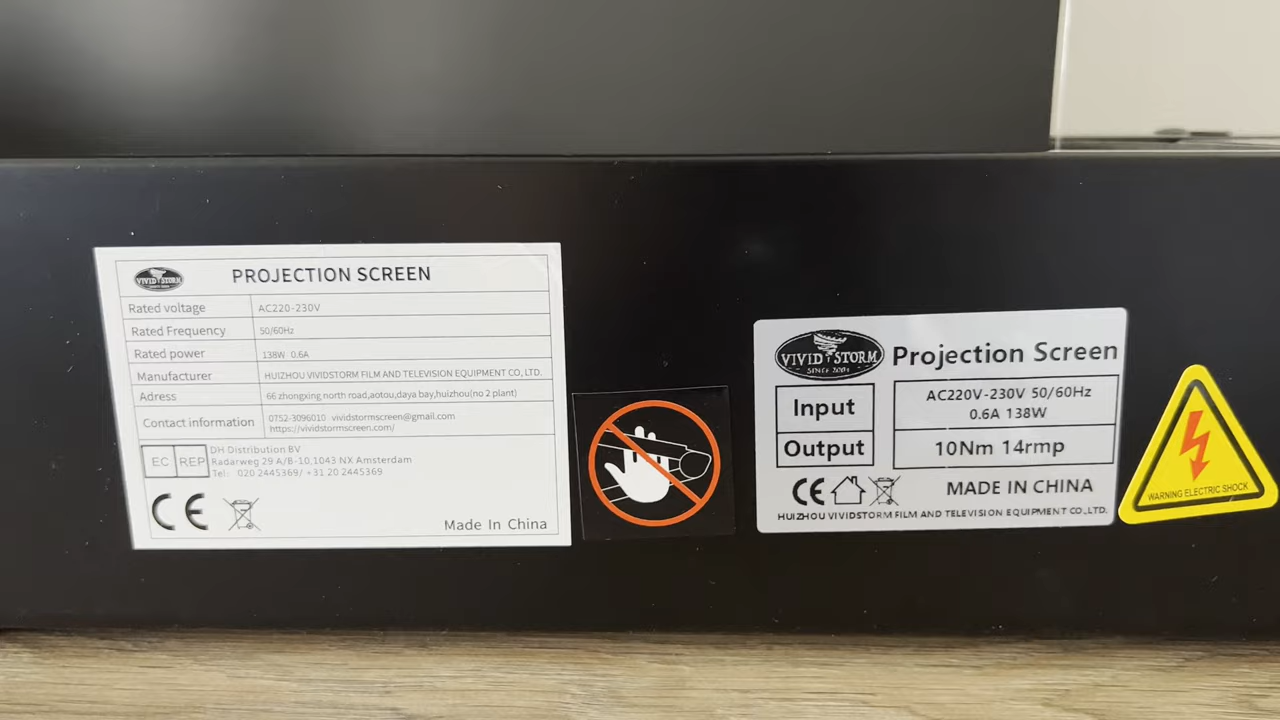 VIVID STORM
PROJECTION SCREEN
Rated voltage AC220-230V
Rated Frequency 50/60Hz
Rated power 138W 0.6A
Manufacturer HUIZHOU VIVIDSTORM FILM AND TELEVISION EQUIPMENT CO, LTD.
Adress 66 zhongxing north road,aotou,daya bay,huizhou(no 2 plant)
Contact information 0752-3096010 vividstormscreen@gmail.com
https://vividstormscreen.com/
EC REP
DH Distribution BV
Radarweg 29 A/B-10,1043 NX Amsterdam
Tel: 020 2445369/ +31 20 2445369
CE
Made In China
VIVID STORM
SINCE 2004
Projection Screen
Input AC220V-230V 50/60Hz
0.6A 138W
Output 10Nm 14rmp
CE
MADE IN CHINA
HUIZHOU VIVIDSTORM FILM AND TELEVISION EQUIPMENT CO.,LTD.
WARNING ELECTRIC SHOCK